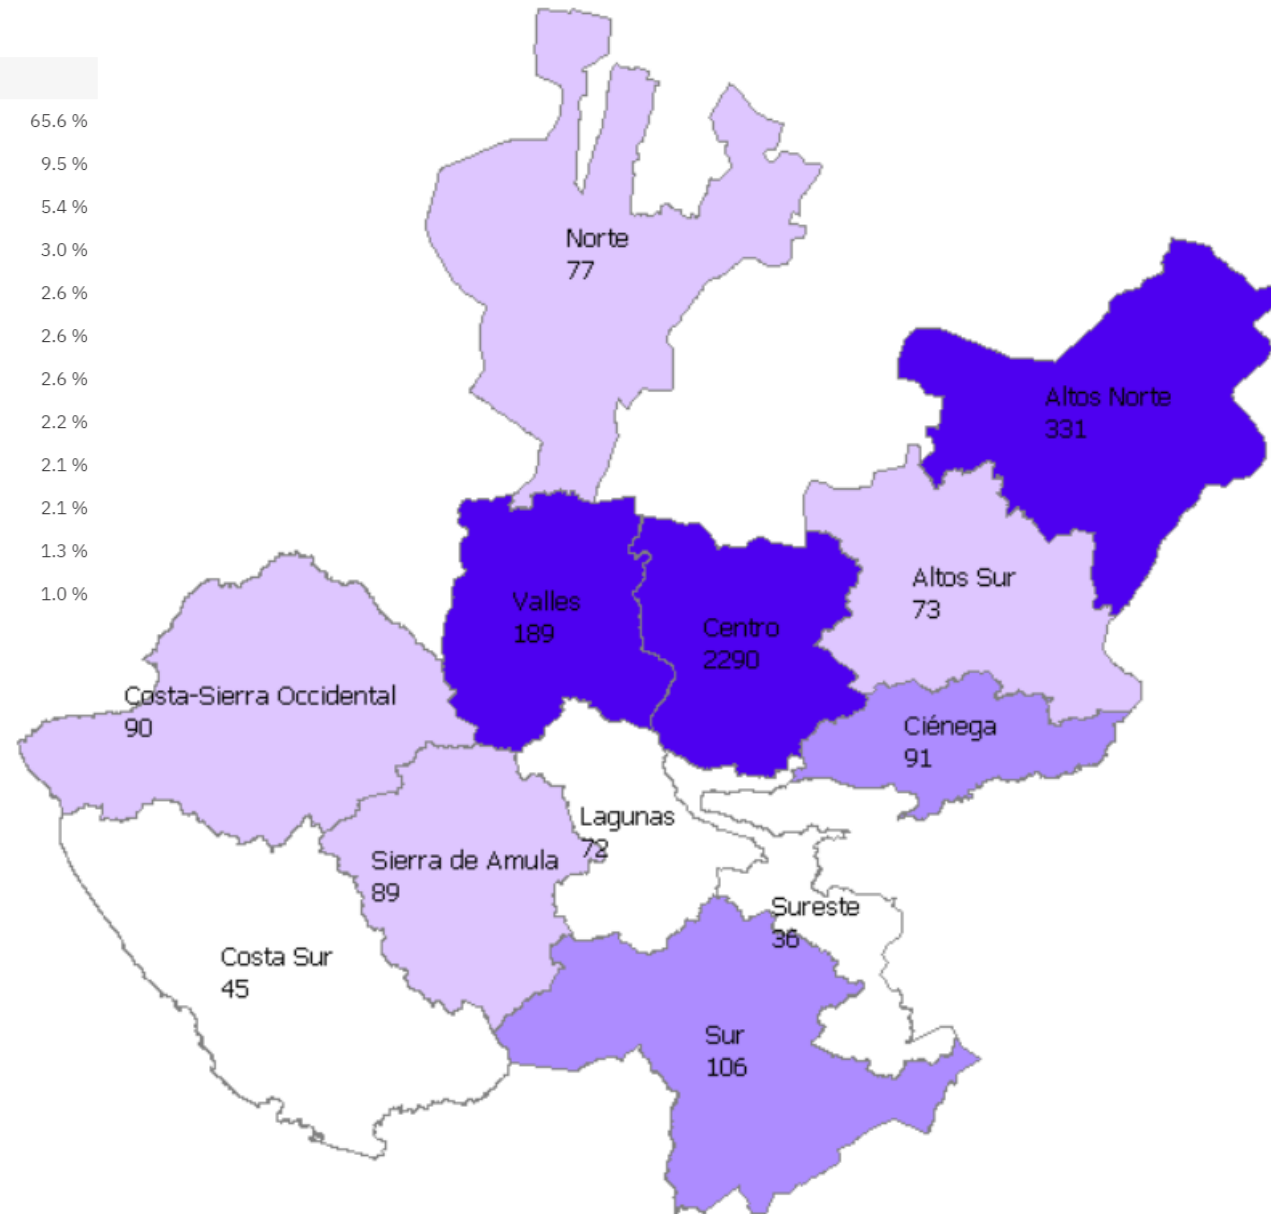 65.6 %
9.5 %
5.4 %
3.0 %
2.6 %
2.6 %
2.6 %
2.2 %
2.1 %
2.1 %
1.3 %
1.0 %
Norte
77
Altos Norte
331
Altos Sur
73
Valles
189
Centro
2290
Costa-Sierra Occidental
90
Ciénega
91
Lagunas
72
Sierra de Amula
89
Sureste
36
Costa Sur
45
Sur
106